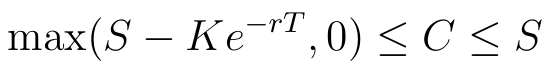 max(S − Ke^{−rT}, 0) ≤ C ≤ S